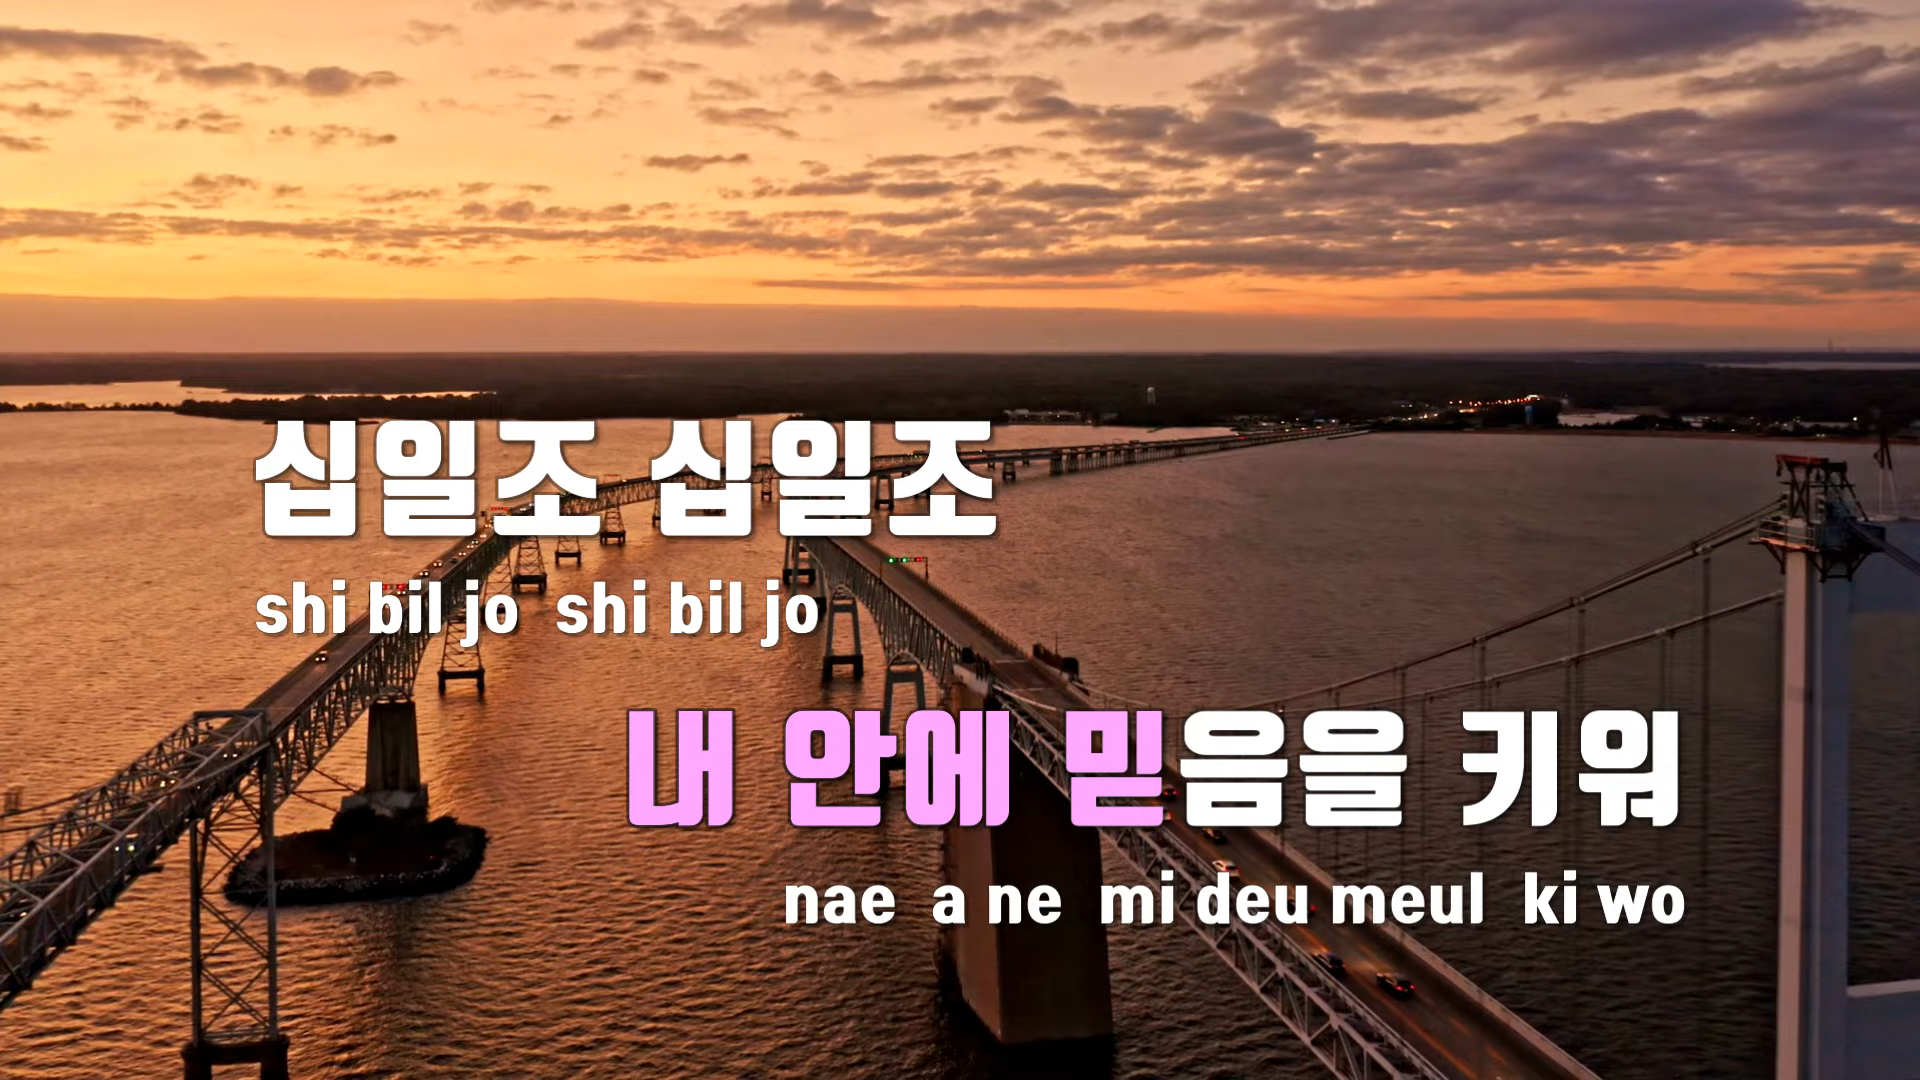 십일조 십일조
shi bil jo shi bil jo
내 안에 믿음을 키워
nae a ne mi deu meul ki wo